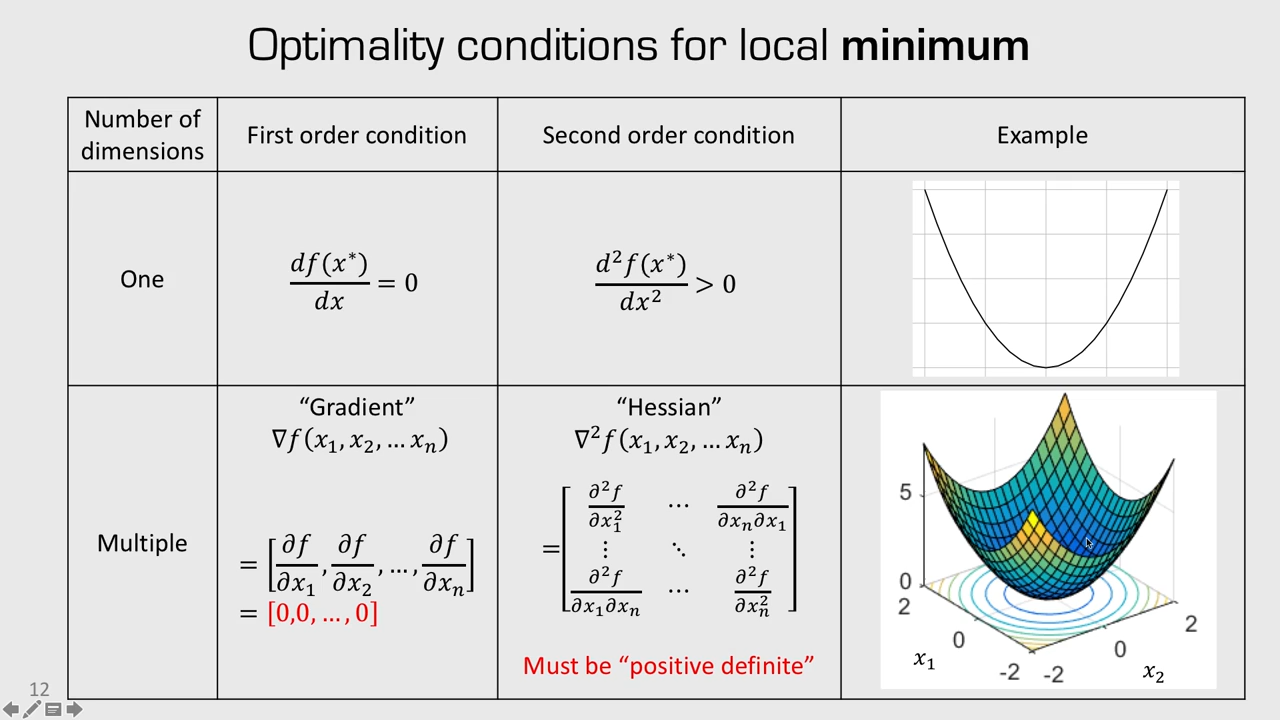 Optimality conditions for local minimum
Number of
dimensions
First order condition
Second order condition
Example
One
df(x*)/dx = 0
d²f(x*)/dx² > 0
Multiple
“Gradient”
∇f(x₁, x₂, … xₙ)
= [∂f/∂x₁, ∂f/∂x₂, …, ∂f/∂xₙ]
= [0,0, …, 0]
“Hessian”
∇²f(x₁, x₂, … xₙ)
= [∂²f/∂x₁² ⋯ ∂²f/∂xₙ∂x₁
⋮ ⋱ ⋮
∂²f/∂x₁∂xₙ ⋯ ∂²f/∂xₙ²]
Must be “positive definite”
5
0
2
0
-2
-2
0
2
x₁
x₂
12